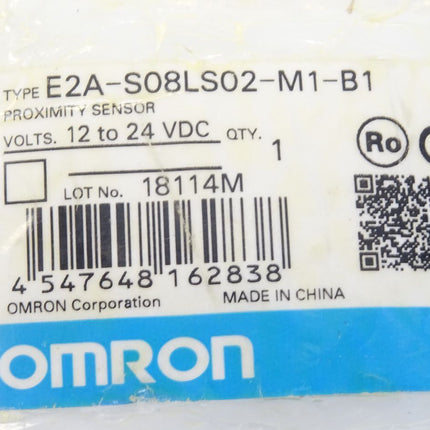 TYPE E2A-S08LS02-M1-B1
PROXIMITY SENSOR
VOLTS. 12 to 24 VDC QTY. 1
LOT No. 18114M
Ro
4 547648 162838
OMRON Corporation MADE IN CHINA
OMRON